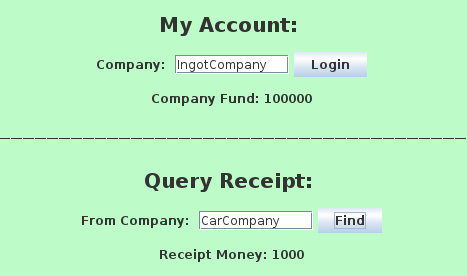 My Account:
Company: IngotCompany Login
Company Fund: 100000
Query Receipt:
From Company: CarCompany Find
Receipt Money: 1000